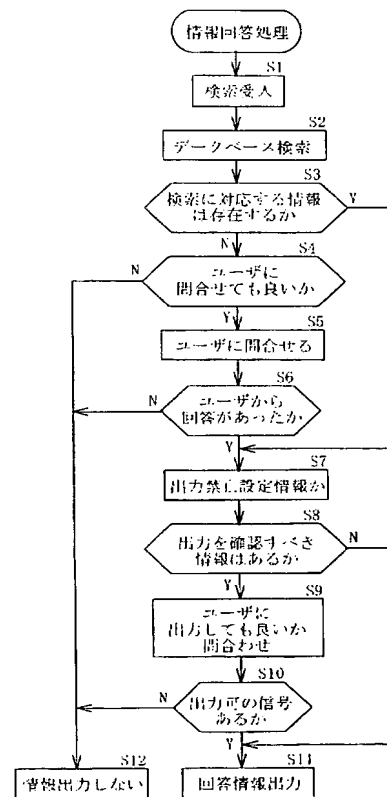 情報回答処理
S1
検索受入
S2
データベース検索
S3
検索に対応する情報
は存在するか
Y
N
S4
ユーザに
問合せても良いか
N
Y
S5
ユーザに問合せる
S6
ユーザから
回答があったか
N
Y
S7
出力禁止設定情報か
S8
出力を確認すべき
情報はあるか
N
Y
S9
ユーザに
出力しても良いか
問合わせ
S10
出力可の信号
あるか
N
Y
S12
情報出力しない
S11
回答情報出力